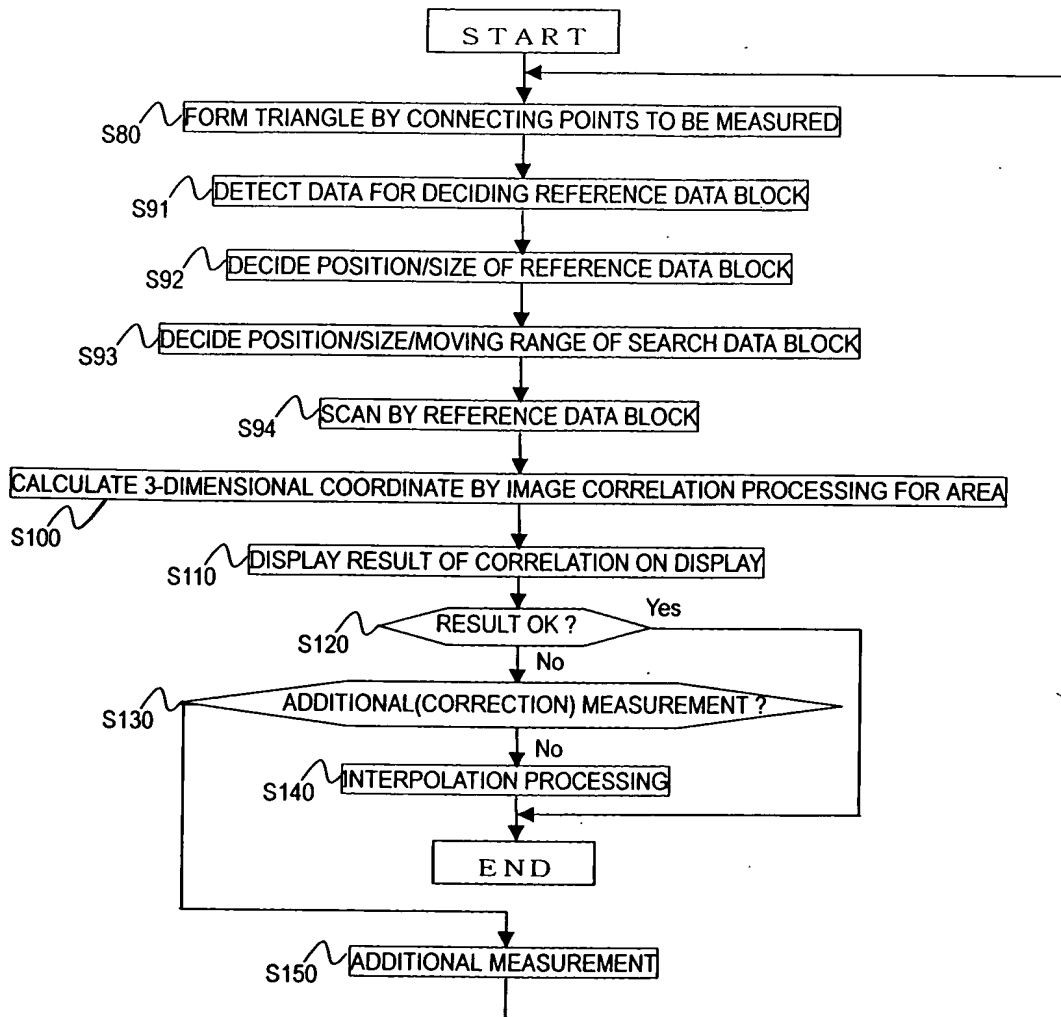 START
S80
FORM TRIANGLE BY CONNECTING POINTS TO BE MEASURED
S91
DETECT DATA FOR DECIDING REFERENCE DATA BLOCK
S92
DECIDE POSITION/SIZE OF REFERENCE DATA BLOCK
S93
DECIDE POSITION/SIZE/MOVING RANGE OF SEARCH DATA BLOCK
S94
SCAN BY REFERENCE DATA BLOCK
CALCULATE 3-DIMENSIONAL COORDINATE BY IMAGE CORRELATION PROCESSING FOR AREA
S100
S110
DISPLAY RESULT OF CORRELATION ON DISPLAY
S120
RESULT OK ?
Yes
No
S130
ADDITIONAL(CORRECTION) MEASUREMENT ?
No
S140
INTERPOLATION PROCESSING
END
S150
ADDITIONAL MEASUREMENT